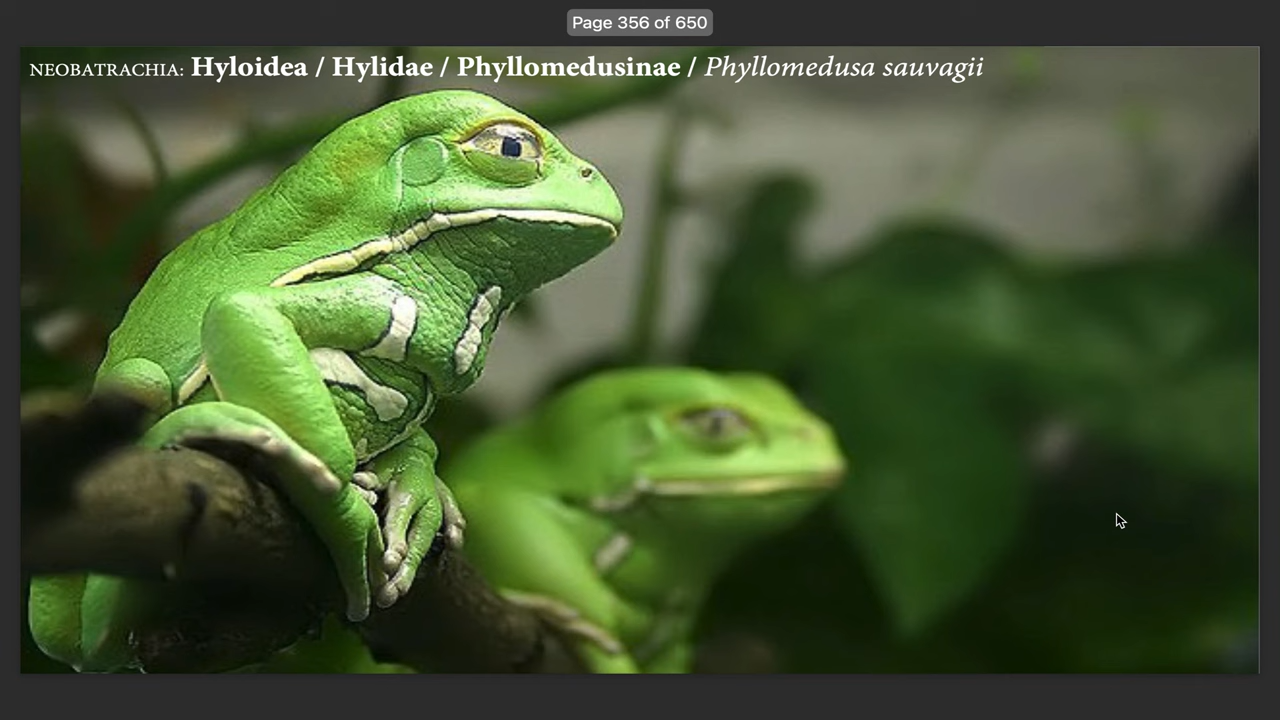 Page 356 of 650
NEOBATRACHIA: Hyloidea / Hylidae / Phyllomedusinae / Phyllomedusa sauvagii